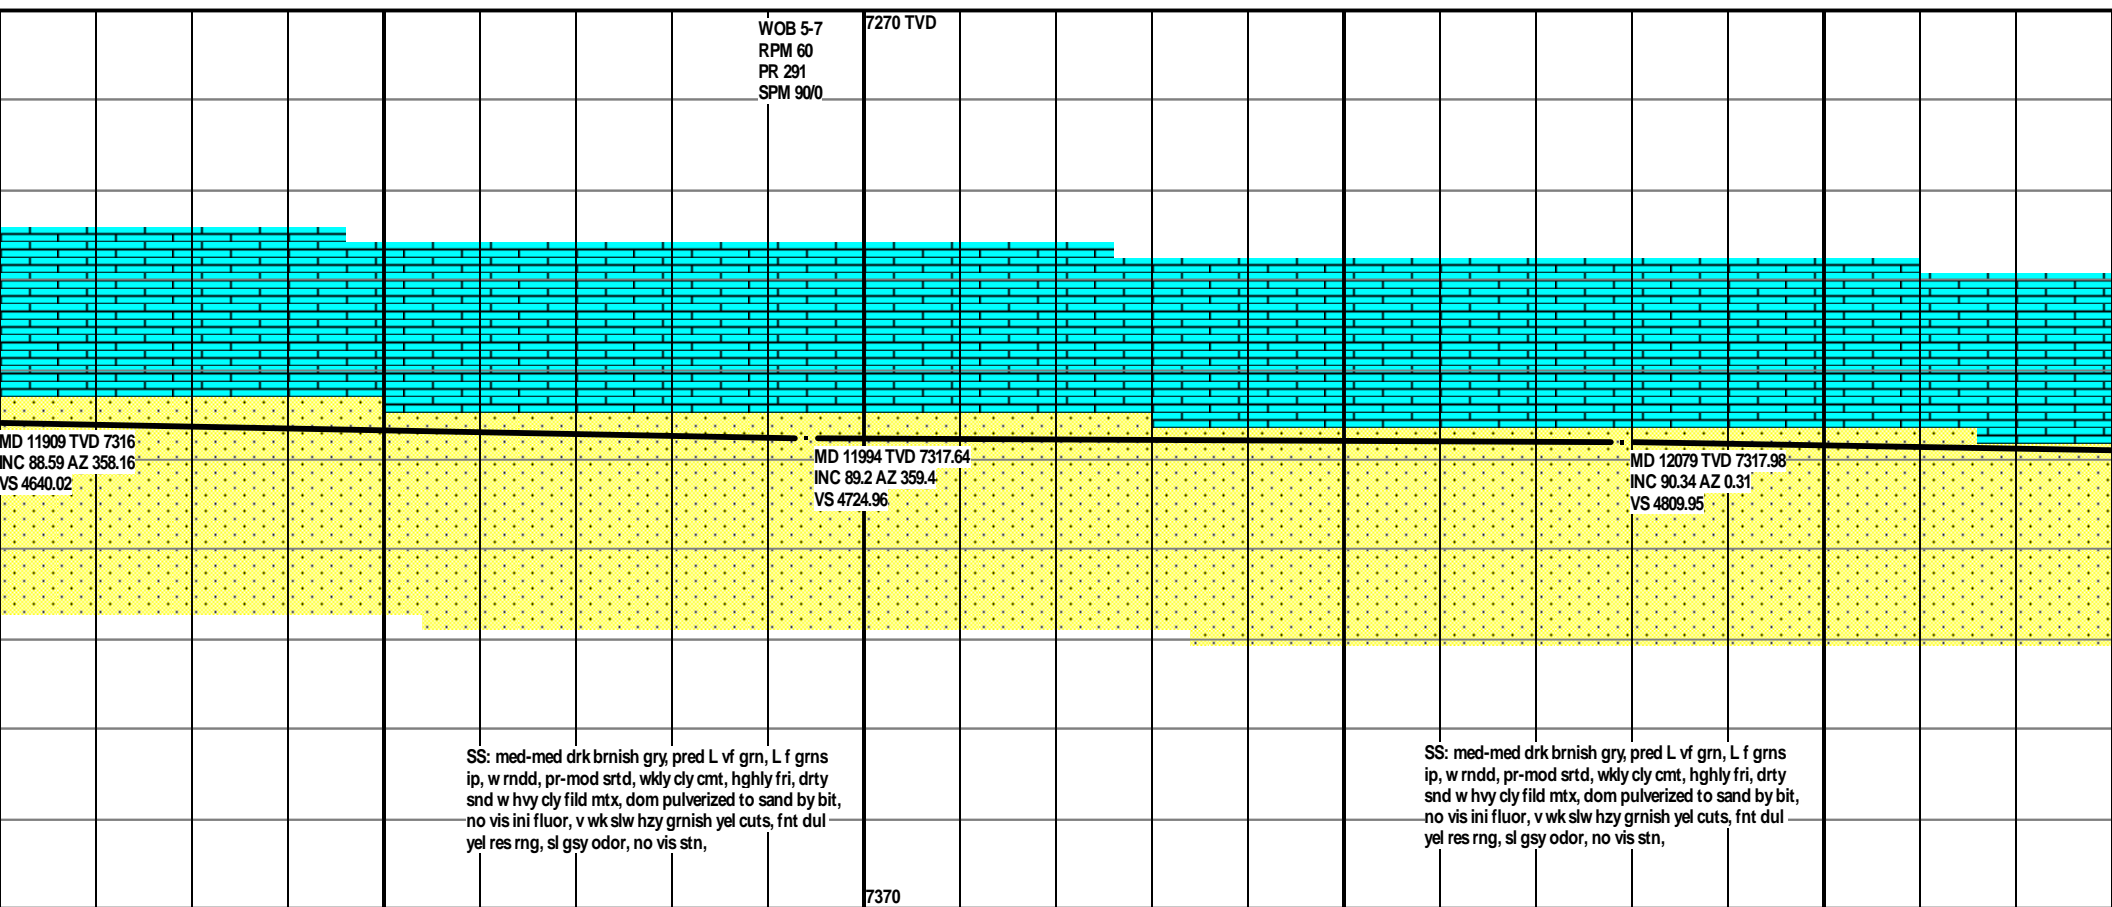 WOB 5-7
RPM 60
PR 291
SPM 90/0
7270 TVD
MD 11909 TVD 7316
INC 88.59 AZ 358.16
VS 4640.02
MD 11994 TVD 7317.64
INC 89.2 AZ 359.4
VS 4724.96
MD 12079 TVD 7317.98
INC 90.34 AZ 0.31
VS 4809.95
SS: med-med drk brnish gry, pred L vf grn, L f grns
ip, w rndd, pr-mod srtd, wkly cly cmt, hghly fri, drty
snd w hvy cly fild mtx, dom pulverized to sand by bit,
no vis ini fluor, v wk slw hzy grnish yel cuts, fnt dul
yel res rng, sl gsy odor, no vis stn,
SS: med-med drk brnish gry, pred L vf grn, L f grns
ip, w rndd, pr-mod srtd, wkly cly cmt, hghly fri, drty
snd w hvy cly fild mtx, dom pulverized to sand by bit,
no vis ini fluor, v wk slw hzy grnish yel cuts, fnt dul
yel res rng, sl gsy odor, no vis stn,
7370